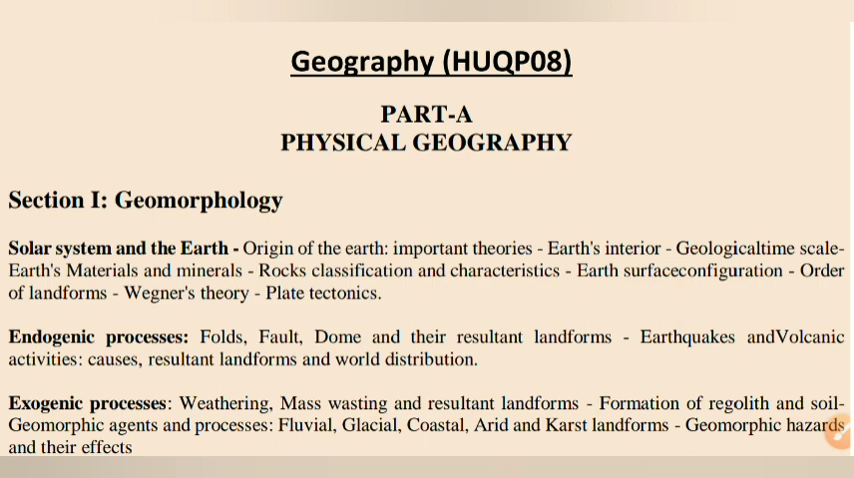 Geography (HUQP08)
PART-A
PHYSICAL GEOGRAPHY
Section I: Geomorphology
Solar system and the Earth - Origin of the earth: important theories - Earth's interior - Geologicaltime scale-
Earth's Materials and minerals - Rocks classification and characteristics - Earth surfaceconfiguration - Order
of landforms - Wegner's theory - Plate tectonics.
Endogenic processes: Folds, Fault, Dome and their resultant landforms - Earthquakes andVolcanic
activities: causes, resultant landforms and world distribution.
Exogenic processes: Weathering, Mass wasting and resultant landforms - Formation of regolith and soil-
Geomorphic agents and processes: Fluvial, Glacial, Coastal, Arid and Karst landforms - Geomorphic hazards
and their effects